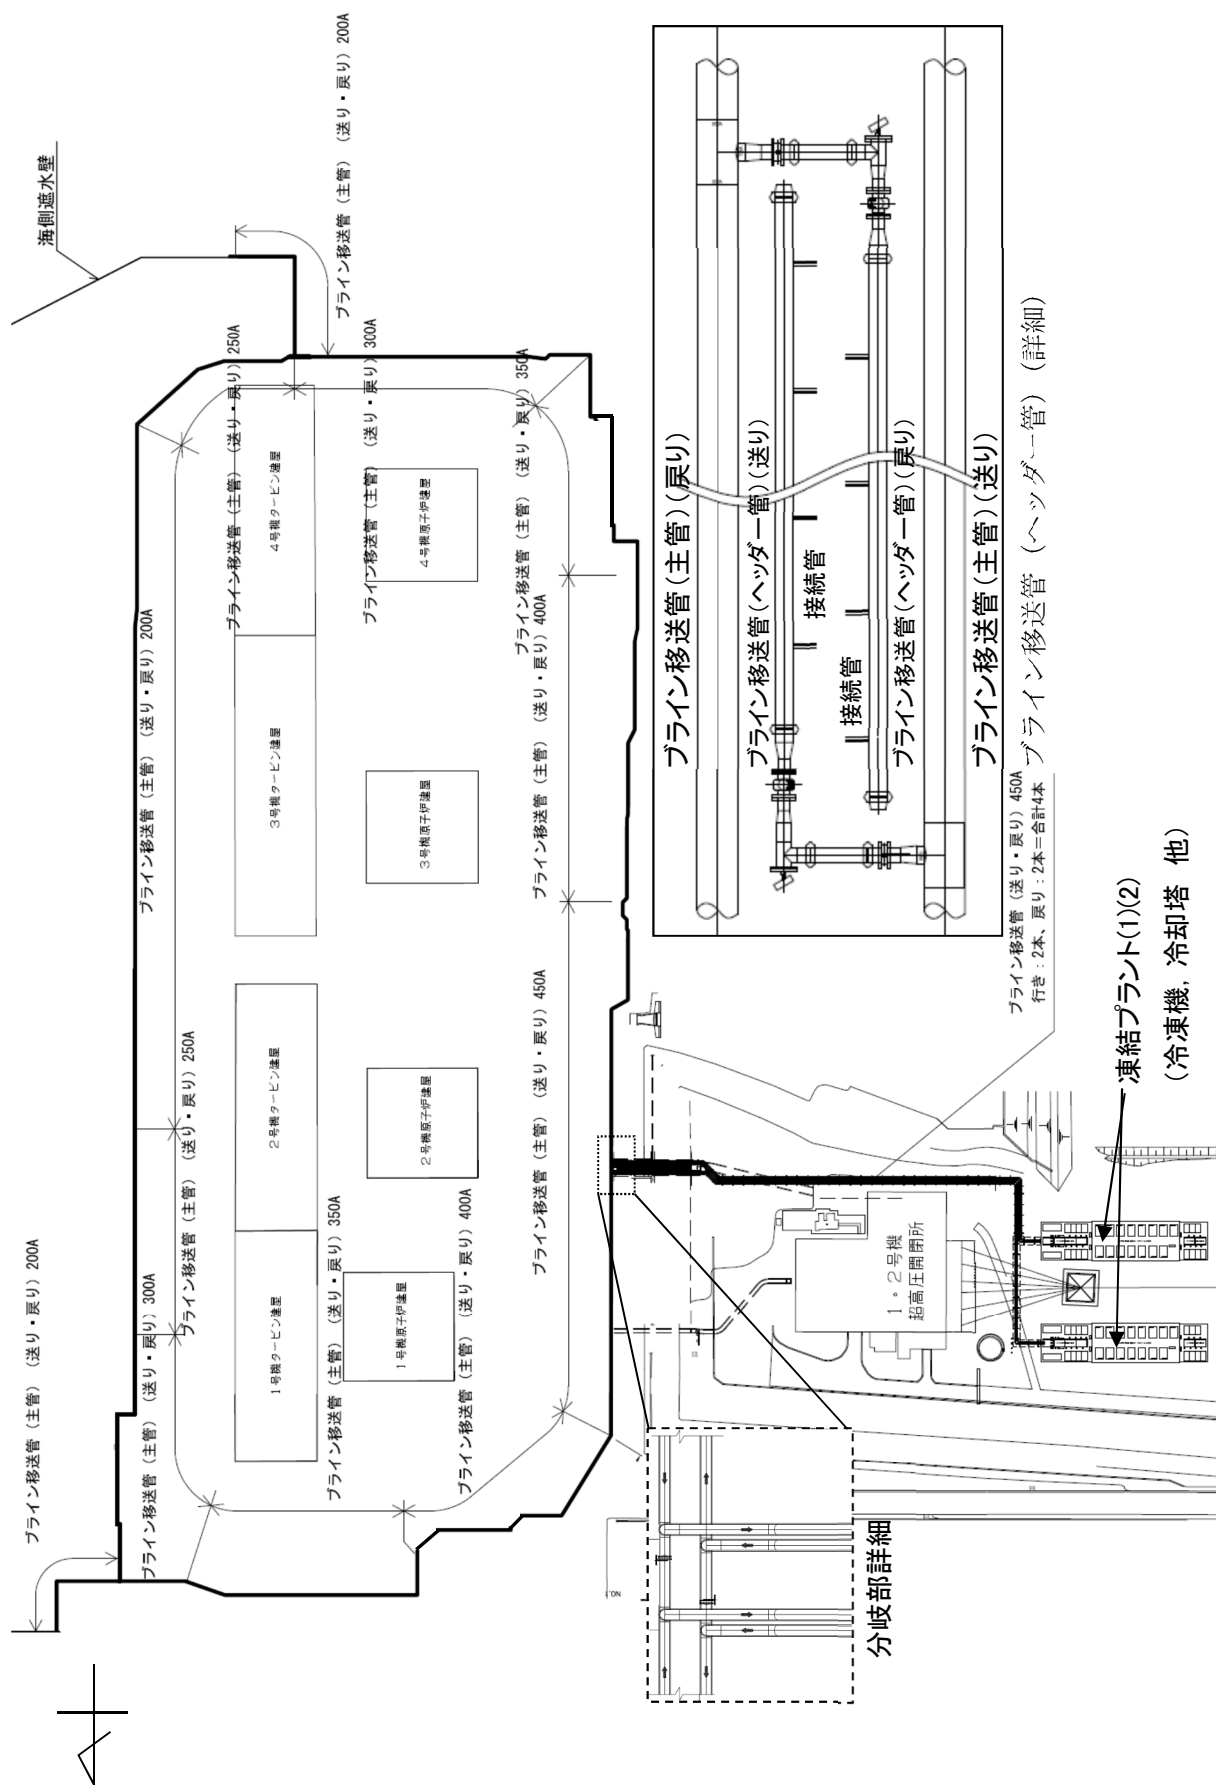 海側遮水壁
ブライン移送管（主管）（送り・戻り）200A
ブライン移送管（主管）（送り・戻り）200A
ブライン移送管（主管）（送り・戻り）300A
ブライン移送管（主管）（送り・戻り）250A
ブライン移送管（主管）（送り・戻り）200A
ブライン移送管（主管）（送り・戻り）250A
ブライン移送管（主管）（送り・戻り）300A
ブライン移送管（主管）（送り・戻り）350A
ブライン移送管（主管）（送り・戻り）400A
ブライン移送管（主管）（送り・戻り）450A
ブライン移送管（主管）（送り・戻り）400A
ブライン移送管（主管）（送り・戻り）350A
1号機タービン建屋
2号機タービン建屋
3号機タービン建屋
4号機タービン建屋
1号機原子炉建屋
2号機原子炉建屋
3号機原子炉建屋
4号機原子炉建屋
ブライン移送管(主管)(戻り)
ブライン移送管(ヘッダー管)(送り)
接続管
接続管
ブライン移送管(ヘッダー管)(戻り)
ブライン移送管(主管)(送り)
ブライン移送管（ヘッダー管）（詳細）
ブライン移送管（送り・戻り）450A
行き：2本、戻り：2本＝合計4本
1。2号機
超高圧開閉所
凍結プラント(1)(2)
(冷凍機，冷却塔 他)
分岐部詳細